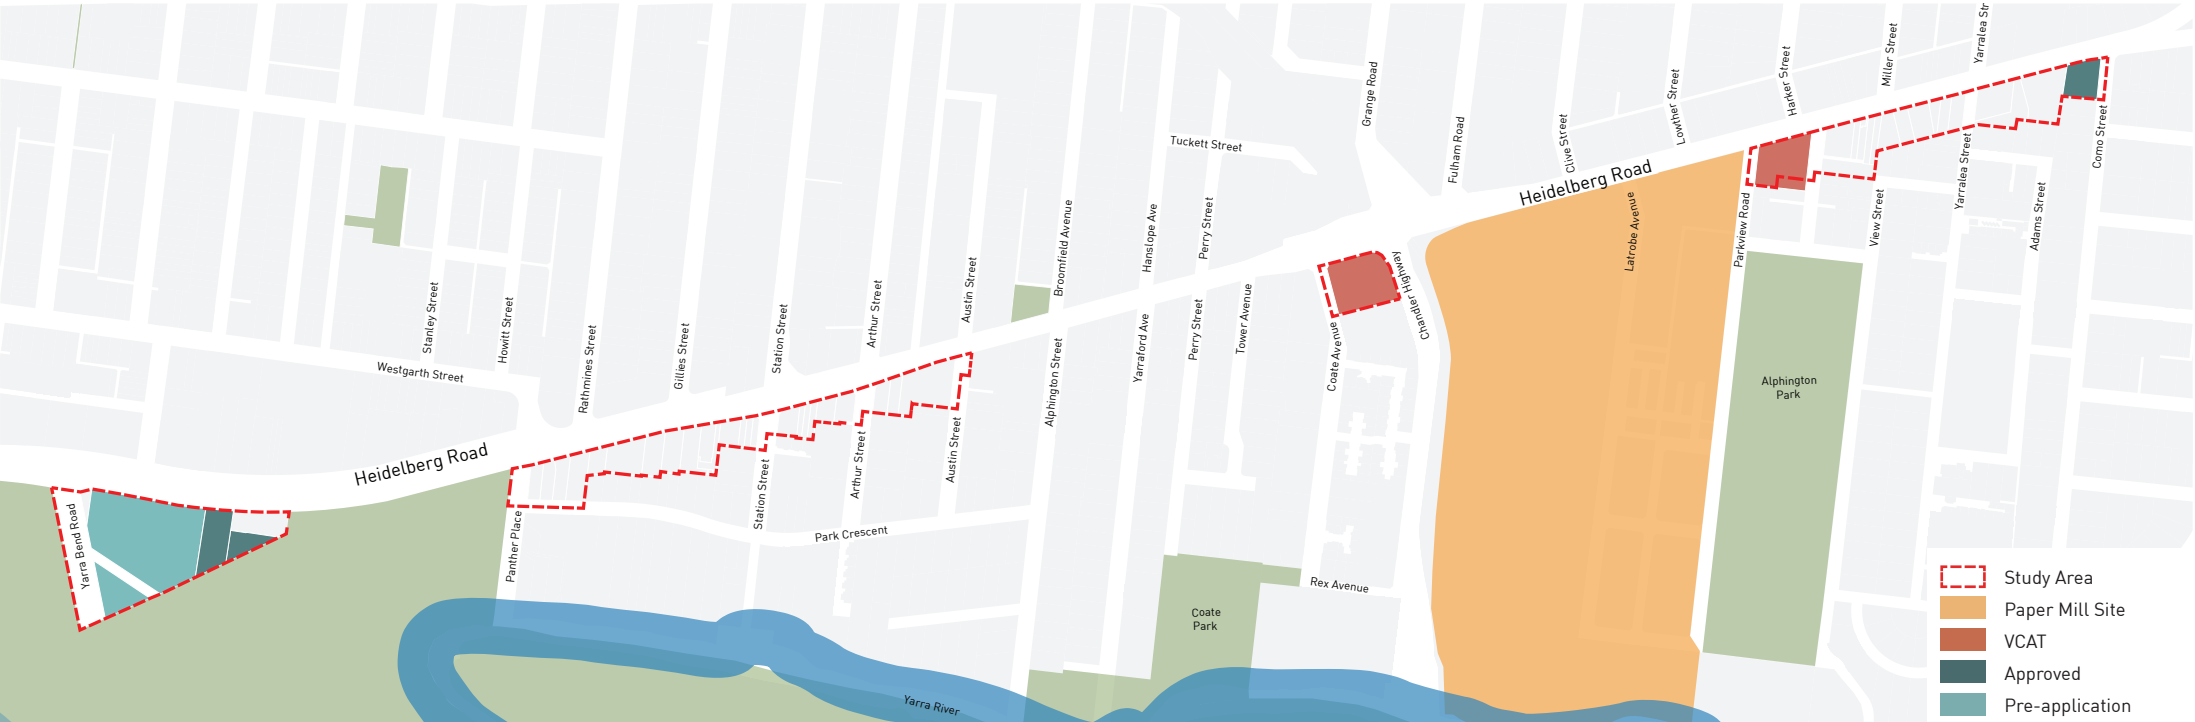 Yarralea Str
Miller Street
Harker Street
Lowther Street
Grange Road
Clive Street
Fulham Road
Como Street
Tuckett Street
Heidelberg Road
Latrobe Avenue
Parkview Road
View Street
Yarralea Street
Adams Street
Broomfield Avenue
Hanslope Ave
Perry Street
Chandler Highway
Stanley Street
Howitt Street
Westgarth Street
Rathmines Street
Gillies Street
Station Street
Arthur Street
Austin Street
Alphington Street
Yarraford Ave
Perry Street
Tower Avenue
Coate Avenue
Alphington
Park
Heidelberg Road
Yarra Bend Road
Panther Place
Station Street
Arthur Street
Austin Street
Park Crescent
Rex Avenue
Coate
Park
Yarra River
Study Area
Paper Mill Site
VCAT
Approved
Pre-application